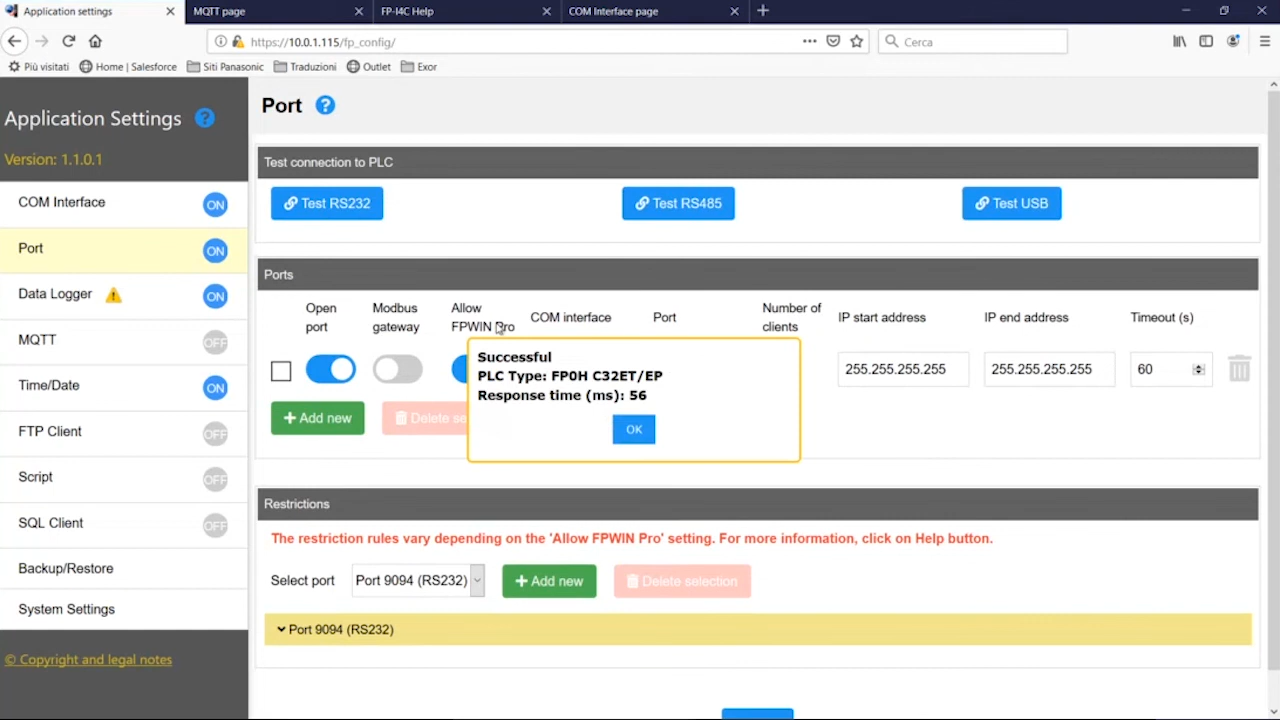 Application settings
MQTT page
FP-I4C Help
COM Interface page
https://10.0.1.115/fp_config/
Cerca
Più visitati
Home | Salesforce
Siti Panasonic
Traduzioni
Outlet
Exor
Application Settings ?
Version: 1.1.0.1
COM Interface ON
Port ON
Data Logger ON
MQTT OFF
Time/Date ON
FTP Client OFF
Script OFF
SQL Client OFF
Backup/Restore
System Settings
© Copyright and legal notes
Port ?
Test connection to PLC
Test RS232
Test RS485
Test USB
Ports
Open port
Modbus gateway
Allow FPWIN Pro
COM interface
Port
Number of clients
IP start address
IP end address
Timeout (s)
255.255.255.255
255.255.255.255
60
Successful
PLC Type: FP0H C32ET/EP
Response time (ms): 56
OK
+ Add new
Delete se
Restrictions
The restriction rules vary depending on the 'Allow FPWIN Pro' setting. For more information, click on Help button.
Select port
Port 9094 (RS232)
+ Add new
Delete selection
Port 9094 (RS232)